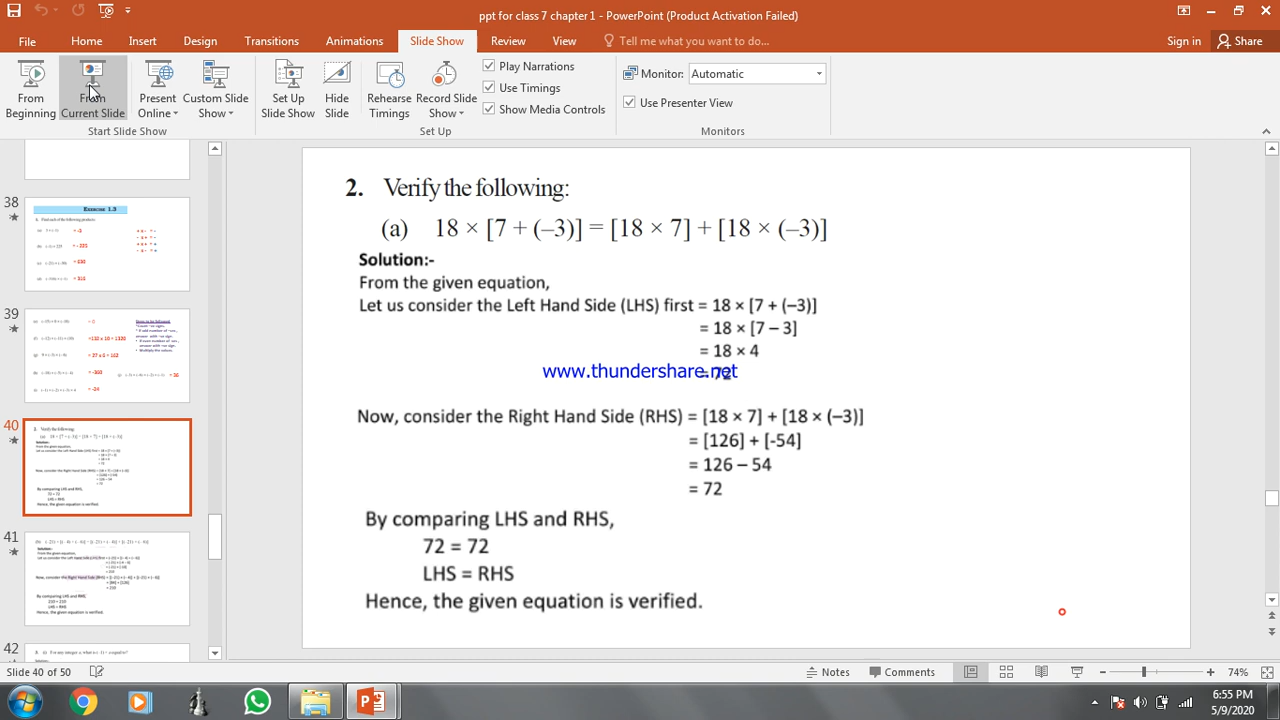 ppt for class 7 chapter 1 - PowerPoint (Product Activation Failed)
File Home Insert Design Transitions Animations Slide Show Review View Tell me what you want to do... Sign in Share
From Beginning
From Current Slide
Present Online
Custom Slide Show
Start Slide Show
Set Up Slide Show
Hide Slide
Rehearse Timings
Record Slide Show
Play Narrations
Use Timings
Show Media Controls
Set Up
Monitor: Automatic
Use Presenter View
Monitors
38
EXERCISE 1.3
39
40
41
42
2. Verify the following:
(a) 18 × [7 + (–3)] = [18 × 7] + [18 × (–3)]
Solution:-
From the given equation,
Let us consider the Left Hand Side (LHS) first = 18 × [7 + (–3)]
= 18 × [7 – 3]
= 18 × 4
= 72
www.thundershare.net
Now, consider the Right Hand Side (RHS) = [18 × 7] + [18 × (–3)]
= [126] + [-54]
= 126 – 54
= 72
By comparing LHS and RHS,
72 = 72
LHS = RHS
Hence, the given equation is verified.
Slide 40 of 50
Notes Comments 74%
6:55 PM
5/9/2020